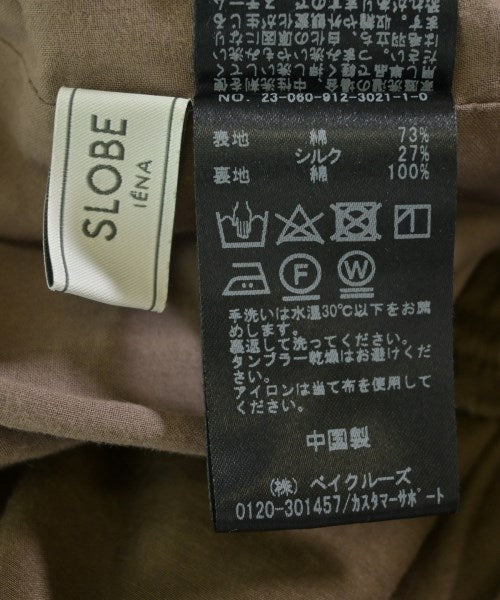 NO. 23-060-912-3021-1-0
表地 綿 73%
シルク 27%
裏地 綿 100%
F
W
手洗いは水温30℃以下をお薦
めします。
裏返して洗ってください。
タンブラー乾燥はお避けくだ
さい。
アイロンは当て布を使用して
ください。
中国製
(株) ベイクルーズ
0120-301457/ｶｽﾀﾏｰｻﾎﾟｰﾄ
SLOBE
IÉNA